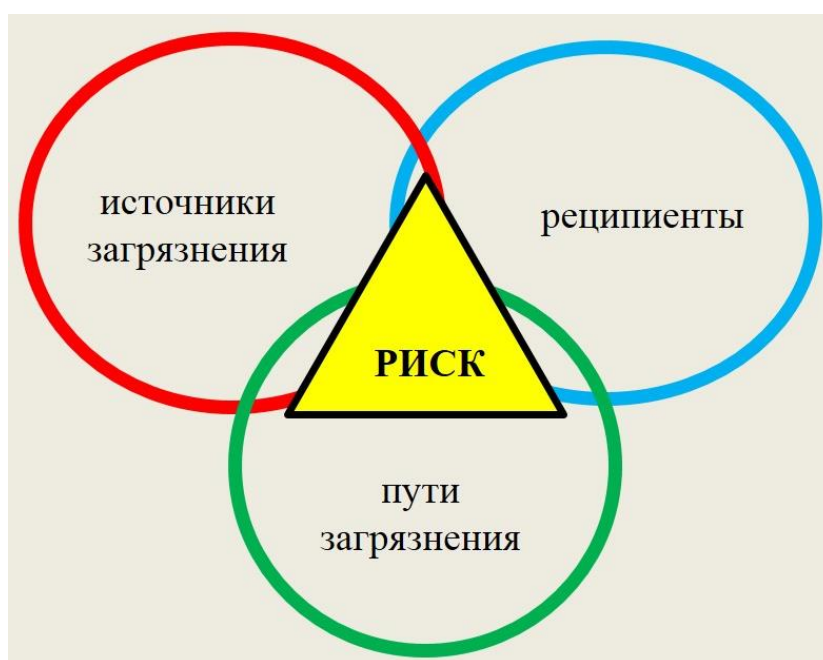 источники
загрязнения
реципиенты
РИСК
пути
загрязнения